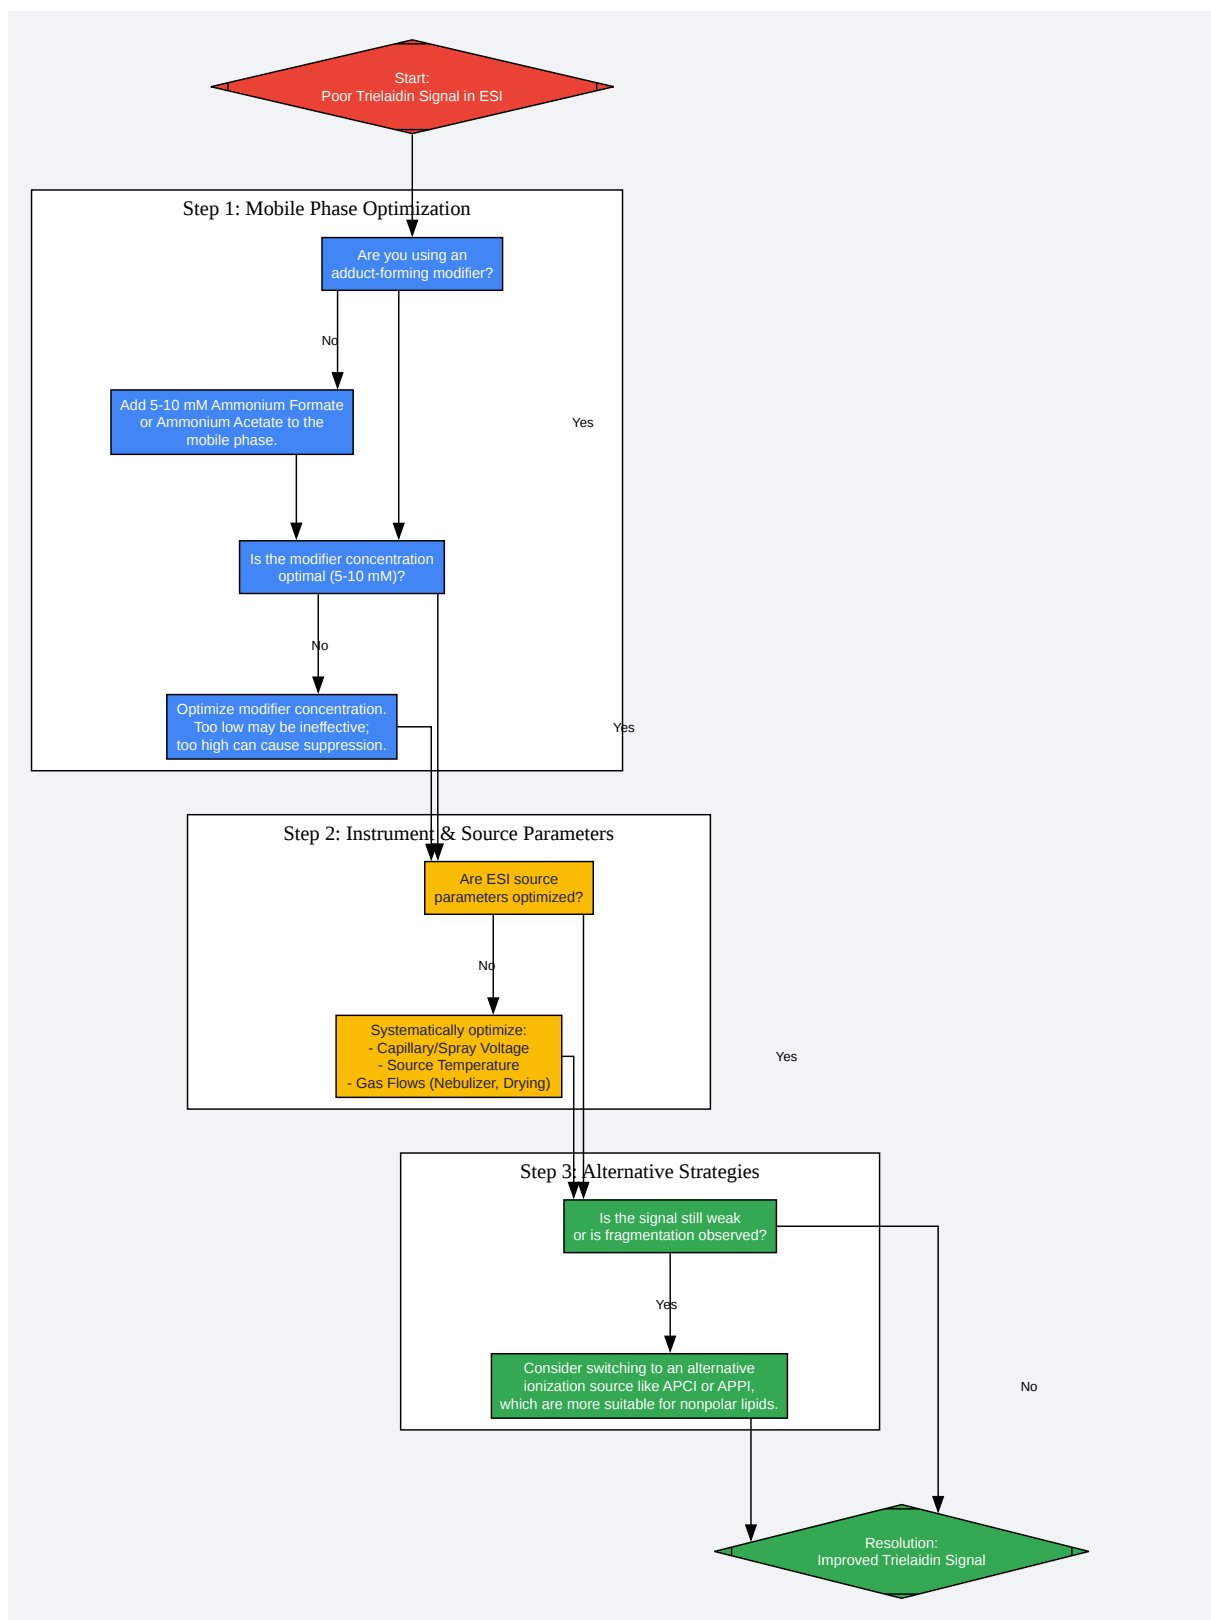 Start:
Poor Trielaidin Signal in ESI
Step 1: Mobile Phase Optimization
Are you using an
adduct-forming modifier?
No
Add 5-10 mM Ammonium Formate
or Ammonium Acetate to the
mobile phase.
Yes
Is the modifier concentration
optimal (5-10 mM)?
No
Optimize modifier concentration.
Too low may be ineffective;
too high can cause suppression.
Yes
Step 2: Instrument & Source Parameters
Are ESI source
parameters optimized?
No
Systematically optimize:
- Capillary/Spray Voltage
- Source Temperature
- Gas Flows (Nebulizer, Drying)
Yes
Step 3: Alternative Strategies
Is the signal still weak
or is fragmentation observed?
Yes
Consider switching to an alternative
ionization source like APCI or APPI,
which are more suitable for nonpolar lipids.
No
Resolution:
Improved Trielaidin Signal